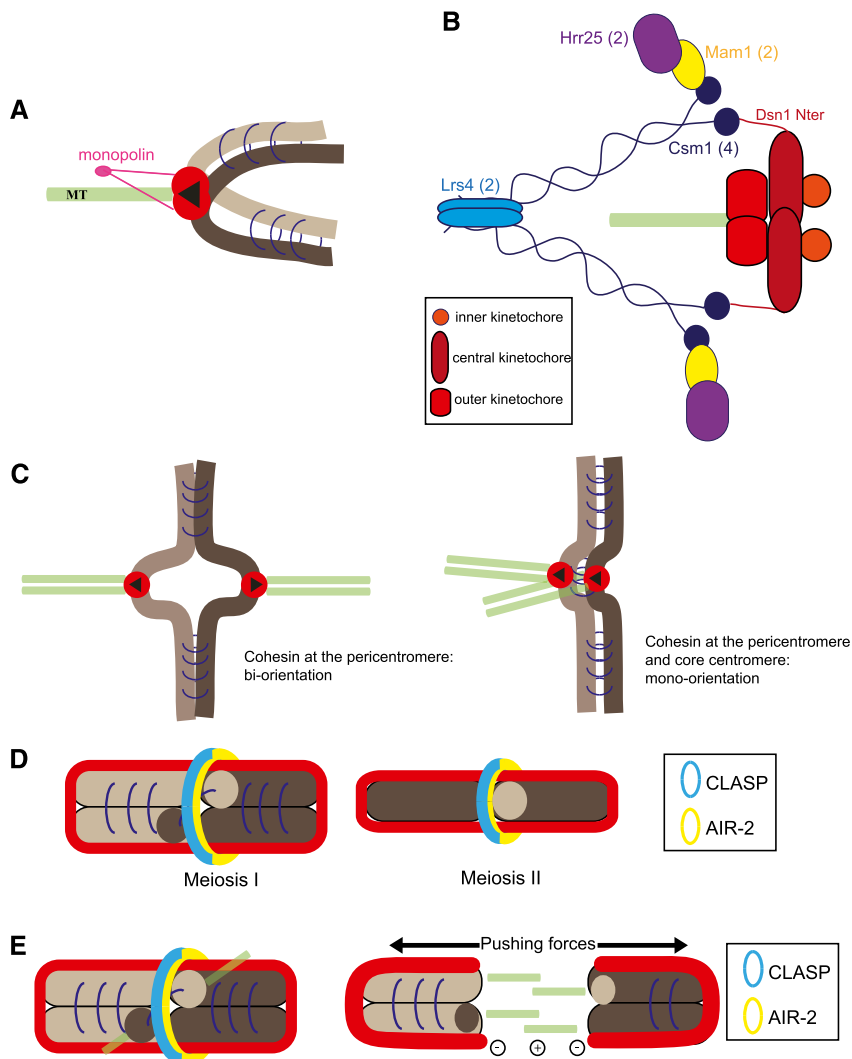 A
monopolin
MT
B
Hrr25 (2)
Mam1 (2)
Dsn1 Nter
Csm1 (4)
Lrs4 (2)
inner kinetochore
central kinetochore
outer kinetochore
C
Cohesin at the pericentromere:
bi-orientation
Cohesin at the pericentromere
and core centromere:
mono-orientation
D
CLASP
AIR-2
Meiosis I
Meiosis II
E
Pushing forces
CLASP
AIR-2
- + -